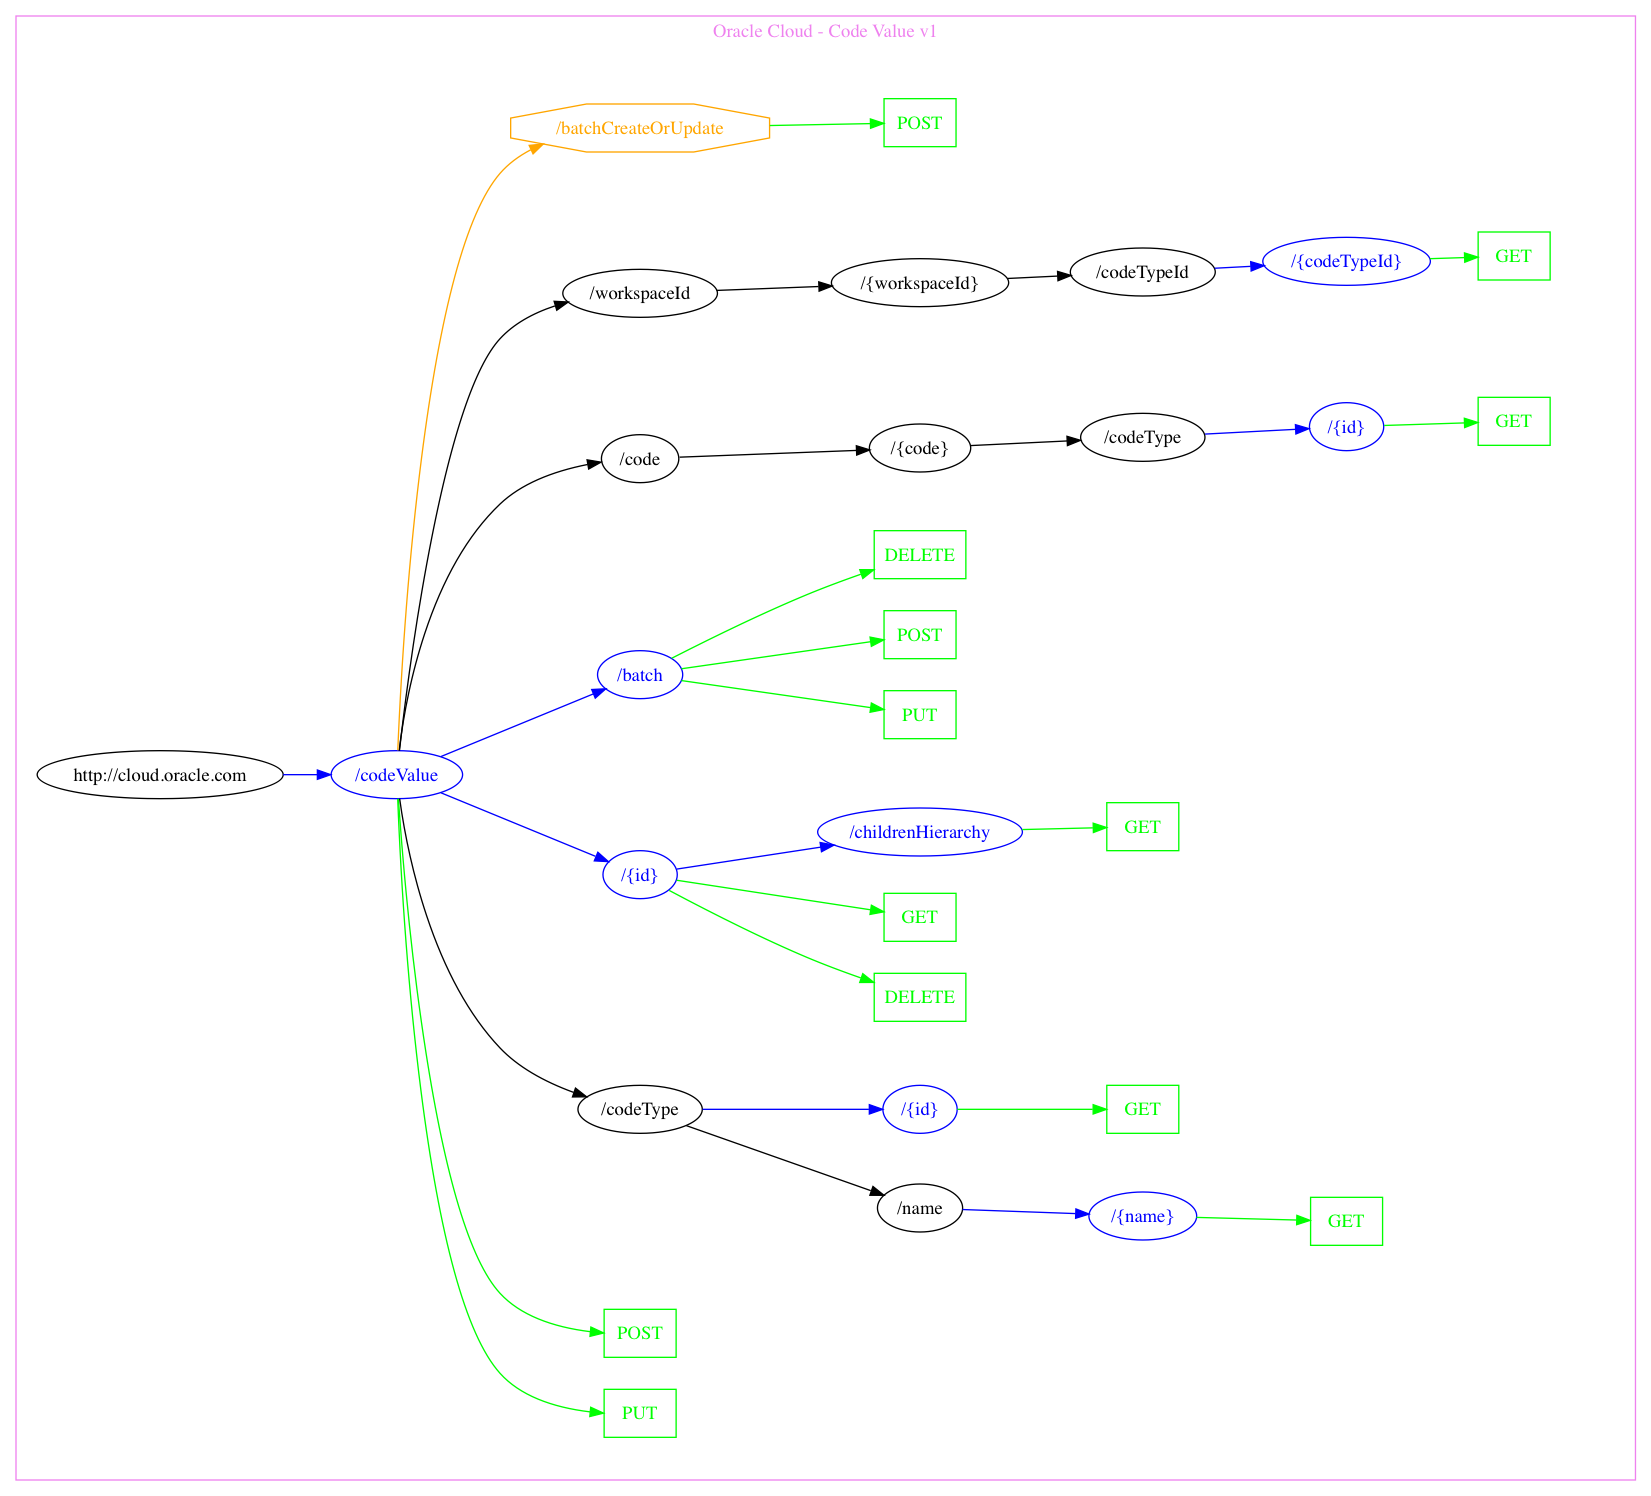 Oracle Cloud - Code Value v1
/batchCreateOrUpdate
POST
/workspaceId
/{workspaceId}
/codeTypeId
/{codeTypeId}
GET
/code
/{code}
/codeType
/{id}
GET
DELETE
/batch
POST
PUT
http://cloud.oracle.com
/codeValue
/childrenHierarchy
GET
/{id}
GET
DELETE
/codeType
/{id}
GET
/name
/{name}
GET
POST
PUT